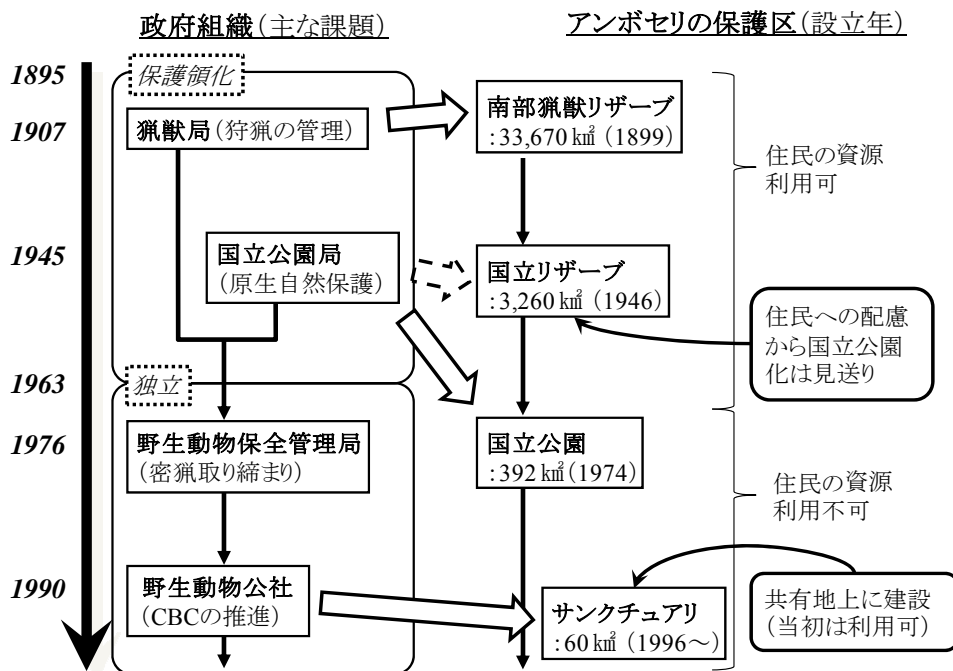 政府組織(主な課題)
アンボセリの保護区(設立年)
1895
保護領化
1907
猟獣局(狩猟の管理)
南部猟獣リザーブ
:33,670㎢(1899)
住民の資源
利用可
1945
国立公園局
(原生自然保護)
国立リザーブ
:3,260㎢(1946)
住民への配慮
から国立公園
化は見送り
1963
独立
1976
野生動物保全管理局
(密猟取り締まり)
国立公園
:392㎢(1974)
住民の資源
利用不可
1990
野生動物公社
(CBCの推進)
サンクチュアリ
:60㎢(1996~)
共有地上に建設
(当初は利用可)